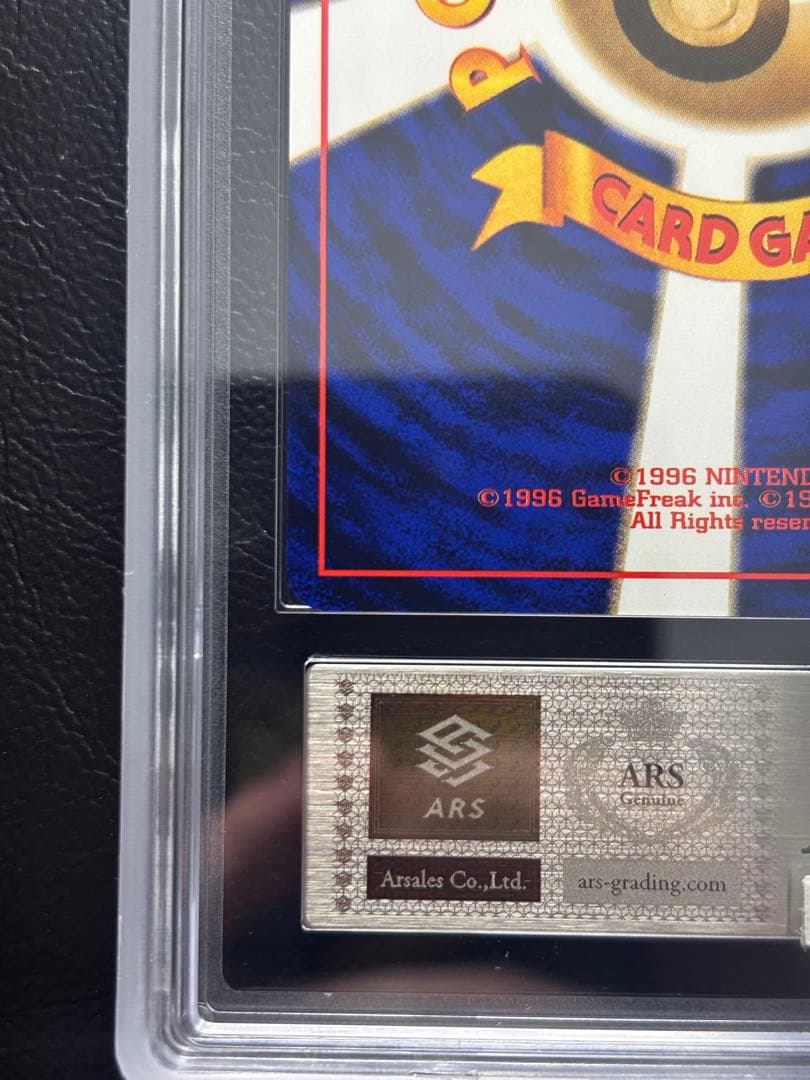 PO
CARD GA
©1996 NINTEND
©1996 GameFreak inc. ©19
All Rights reser
ARS
ARS
Genuine
Arsales Co.,Ltd.
ars-grading.com